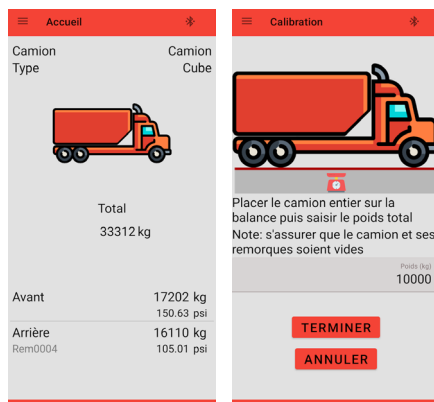 Accueil
Camion Camion
Type Cube
Total
33312 kg
Avant 17202 kg
150.63 psi
Arrière 16110 kg
Rem0004 105.01 psi
Calibration
Placer le camion entier sur la
balance puis saisir le poids total
Note: s'assurer que le camion et ses
remorques soient vides
Poids (kg)
10000
TERMINER
ANNULER